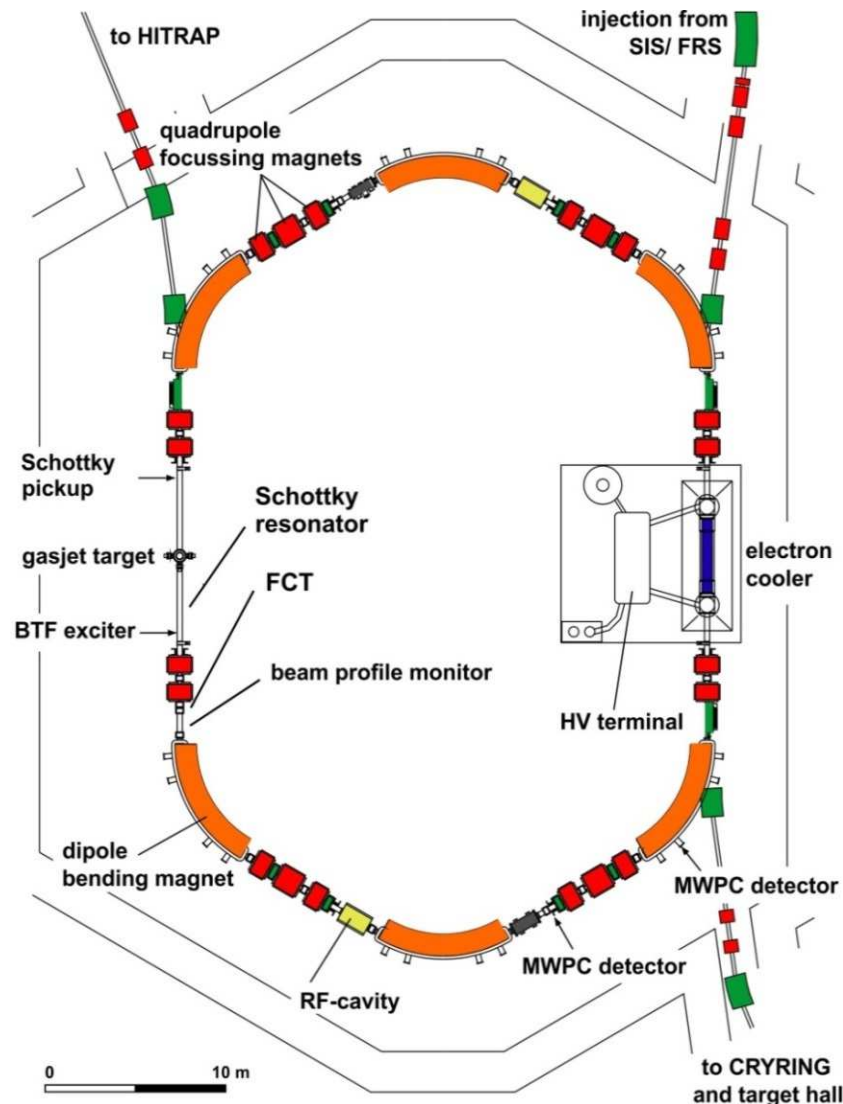 to HITRAP
injection from
SIS/ FRS
quadrupole
focussing magnets
Schottky
pickup
Schottky
resonator
gasjet target
electron
cooler
FCT
BTF exciter
beam profile monitor
HV terminal
dipole
bending magnet
MWPC detector
MWPC detector
RF-cavity
0
10 m
to CRYRING
and target hall